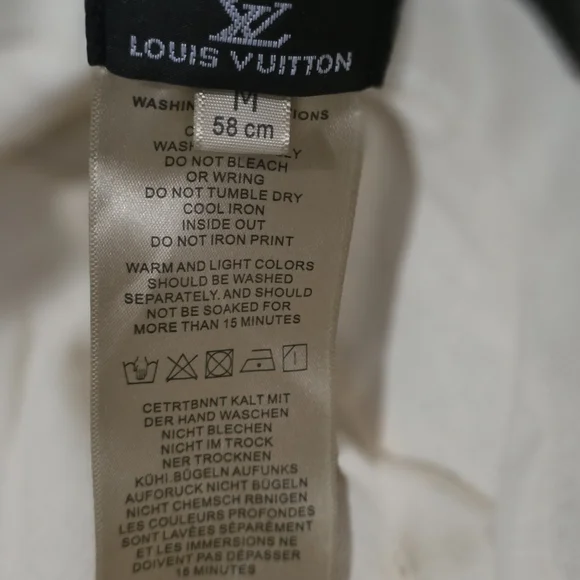 LOUIS VUITTON
M
58 cm
DO NOT BLEACH
OR WRING
DO NOT TUMBLE DRY
COOL IRON
INSIDE OUT
DO NOT IRON PRINT
WARM AND LIGHT COLORS
SHOULD BE WASHED
SEPARATELY. AND SHOULD
NOT BE SOAKED FOR
MORE THAN 15 MINUTES
CETRTBNNT KALT MIT
DER HAND WASCHEN
NICHT BLECHEN
NICHT IM TROCK
NER TROCKNEN
KÜHI.BÜGELN AUFUNKS
AUFORUCK NICHT BÜGELN
NICHT CHEMSCH RBNIGEN
LES COULEURS PROFONDES
SONT LAVÉES SÉPARÉMENT
ET LES IMMERSIONS NE
DOIVENT PAS DÉPASSER
15 MINUTES